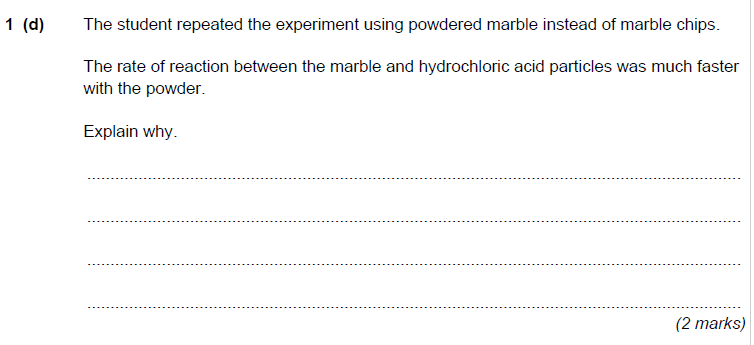 1 (d) The student repeated the experiment using powdered marble instead of marble chips.
The rate of reaction between the marble and hydrochloric acid particles was much faster
with the powder.
Explain why.
(2 marks)